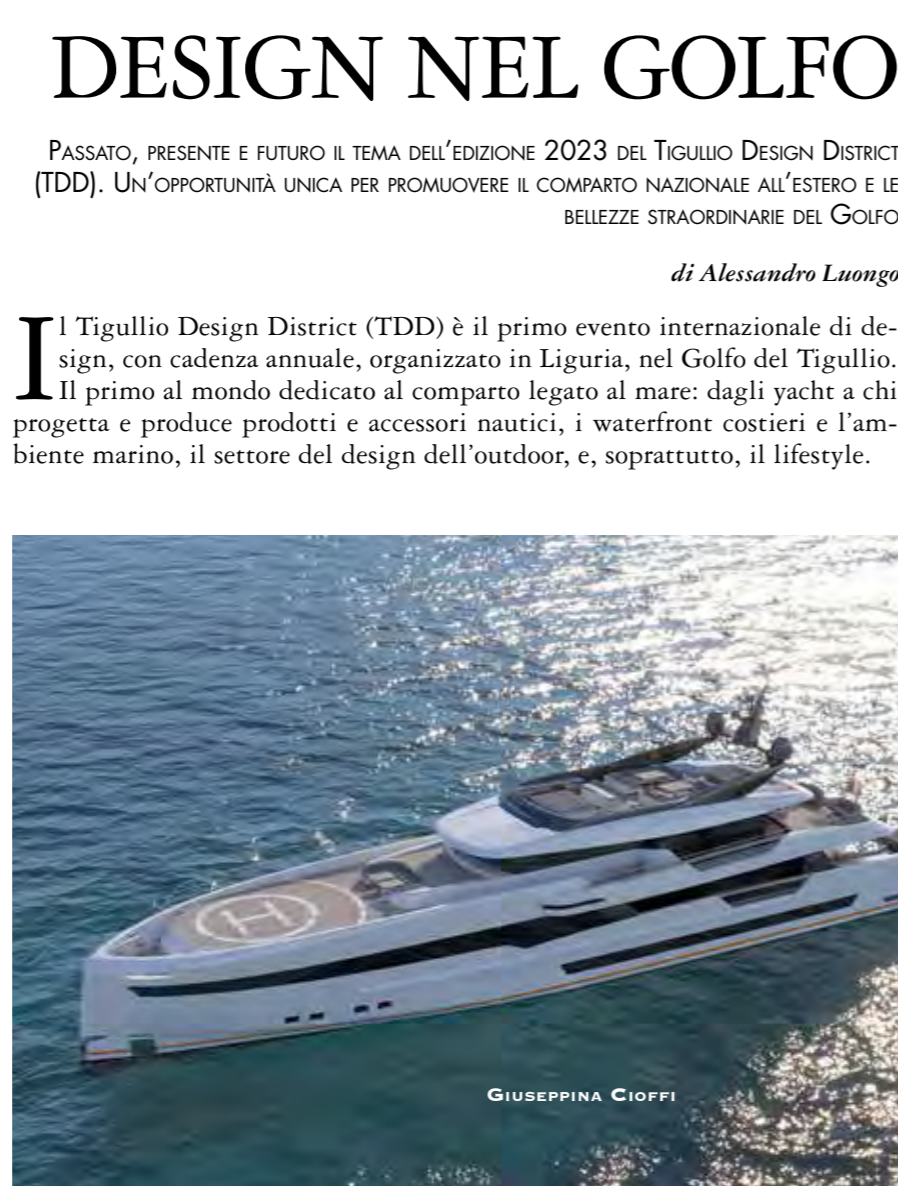 DESIGN NEL GOLFO
Passato, presente e futuro il tema dell'edizione 2023 del Tigullio Design District
(TDD). Un'opportunità unica per promuovere il comparto nazionale all'estero e le
bellezze straordinarie del Golfo
di Alessandro Luongo
Il Tigullio Design District (TDD) è il primo evento internazionale di de-
sign, con cadenza annuale, organizzato in Liguria, nel Golfo del Tigullio.
Il primo al mondo dedicato al comparto legato al mare: dagli yacht a chi
progetta e produce prodotti e accessori nautici, i waterfront costieri e l'am-
biente marino, il settore del design dell'outdoor, e, soprattutto, il lifestyle.
H
Giuseppina Cioffi